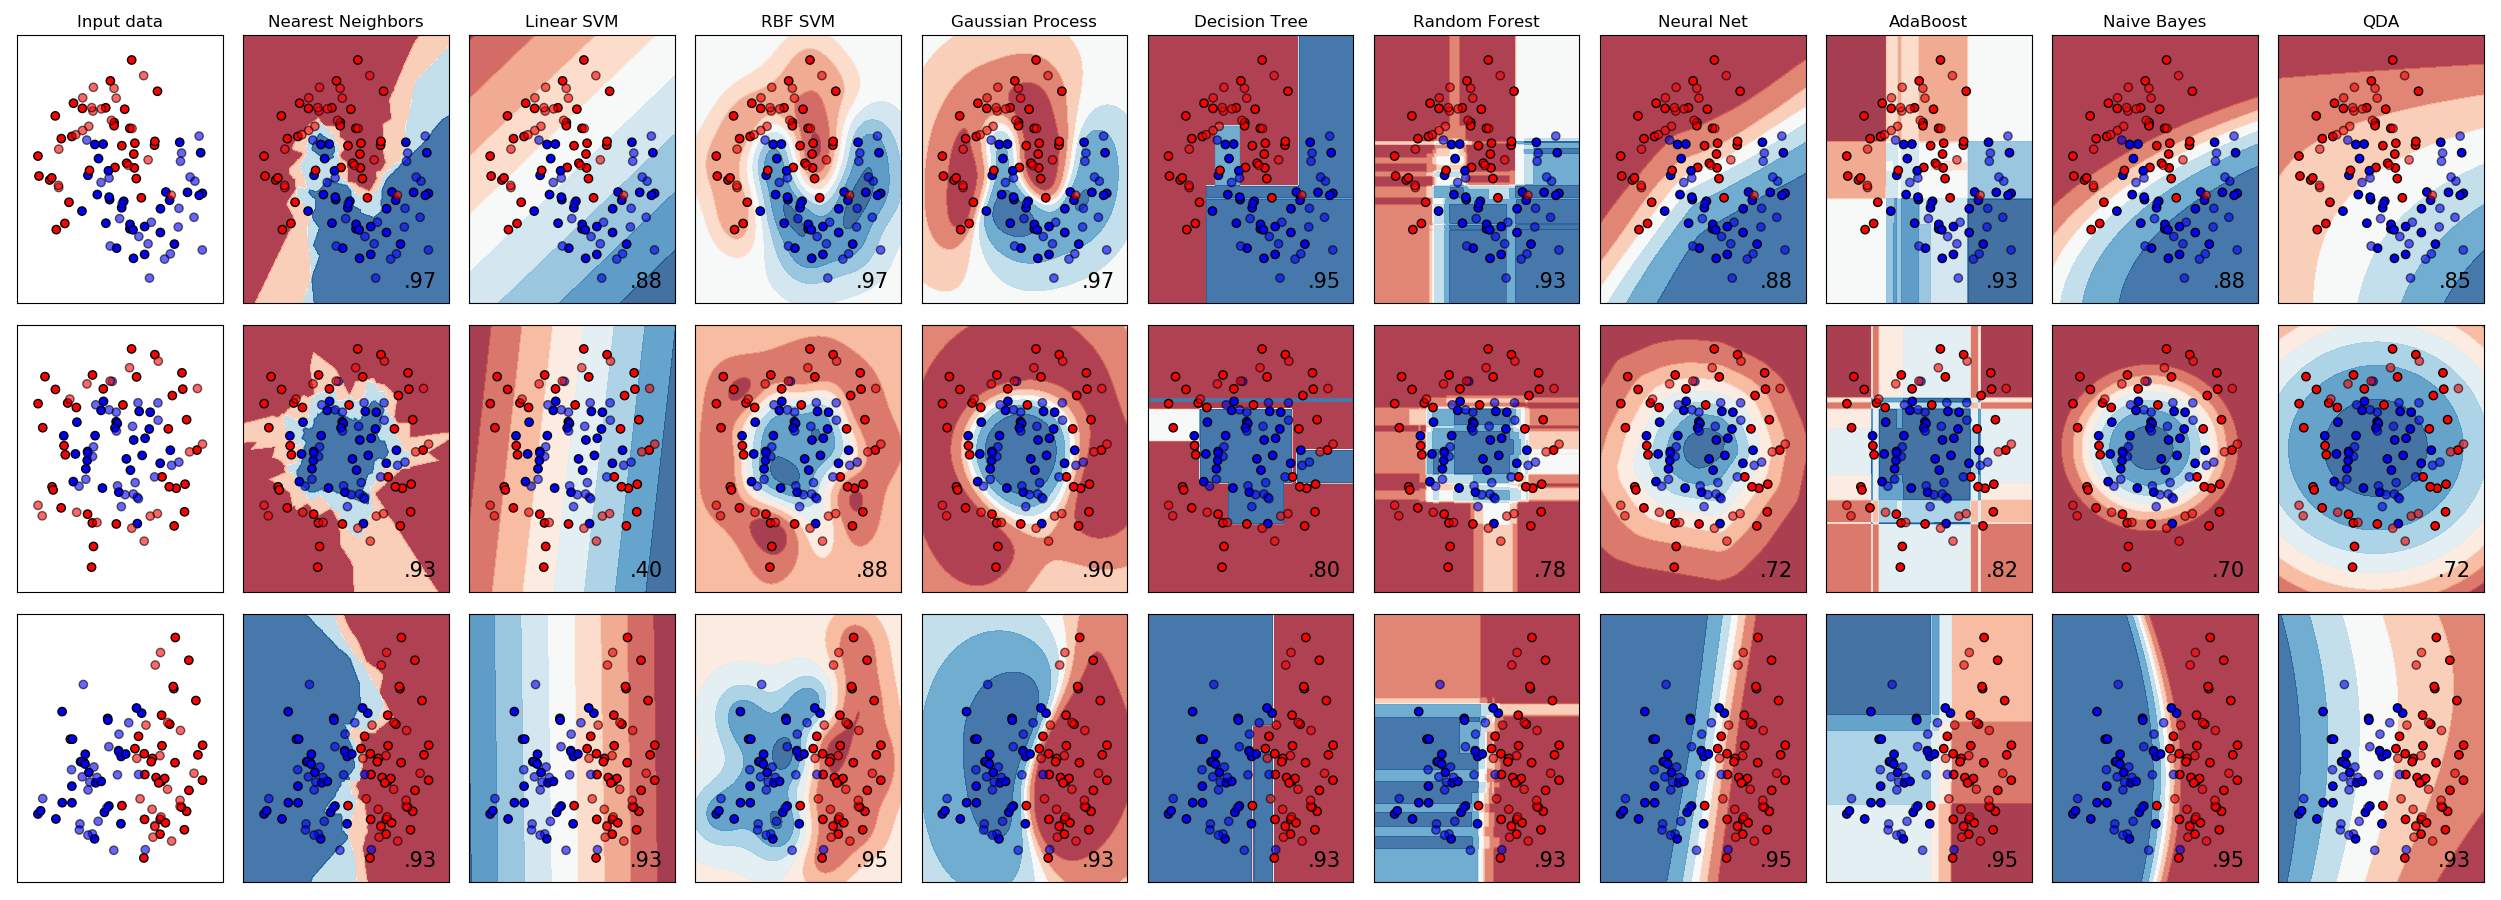 Input data Nearest Neighbors Linear SVM RBF SVM Gaussian Process Decision Tree Random Forest Neural Net AdaBoost Naive Bayes QDA
.97 .88 .97 .97 .95 .93 .88 .93 .88 .85
.93 .40 .88 .90 .80 .78 .72 .82 .70 .72
.93 .93 .95 .93 .93 .93 .95 .95 .95 .93